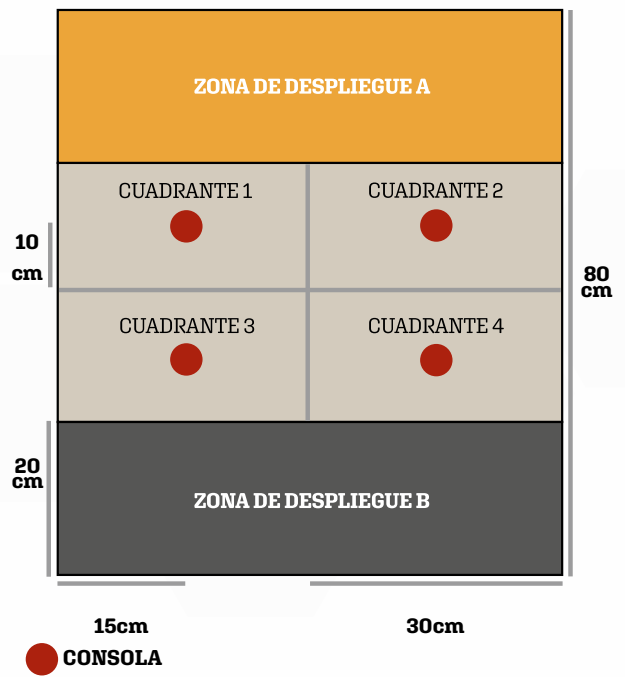 ZONA DE DESPLIEGUE A
CUADRANTE 1
CUADRANTE 2
10
cm
80
cm
CUADRANTE 3
CUADRANTE 4
20
cm
ZONA DE DESPLIEGUE B
15cm
30cm
CONSOLA